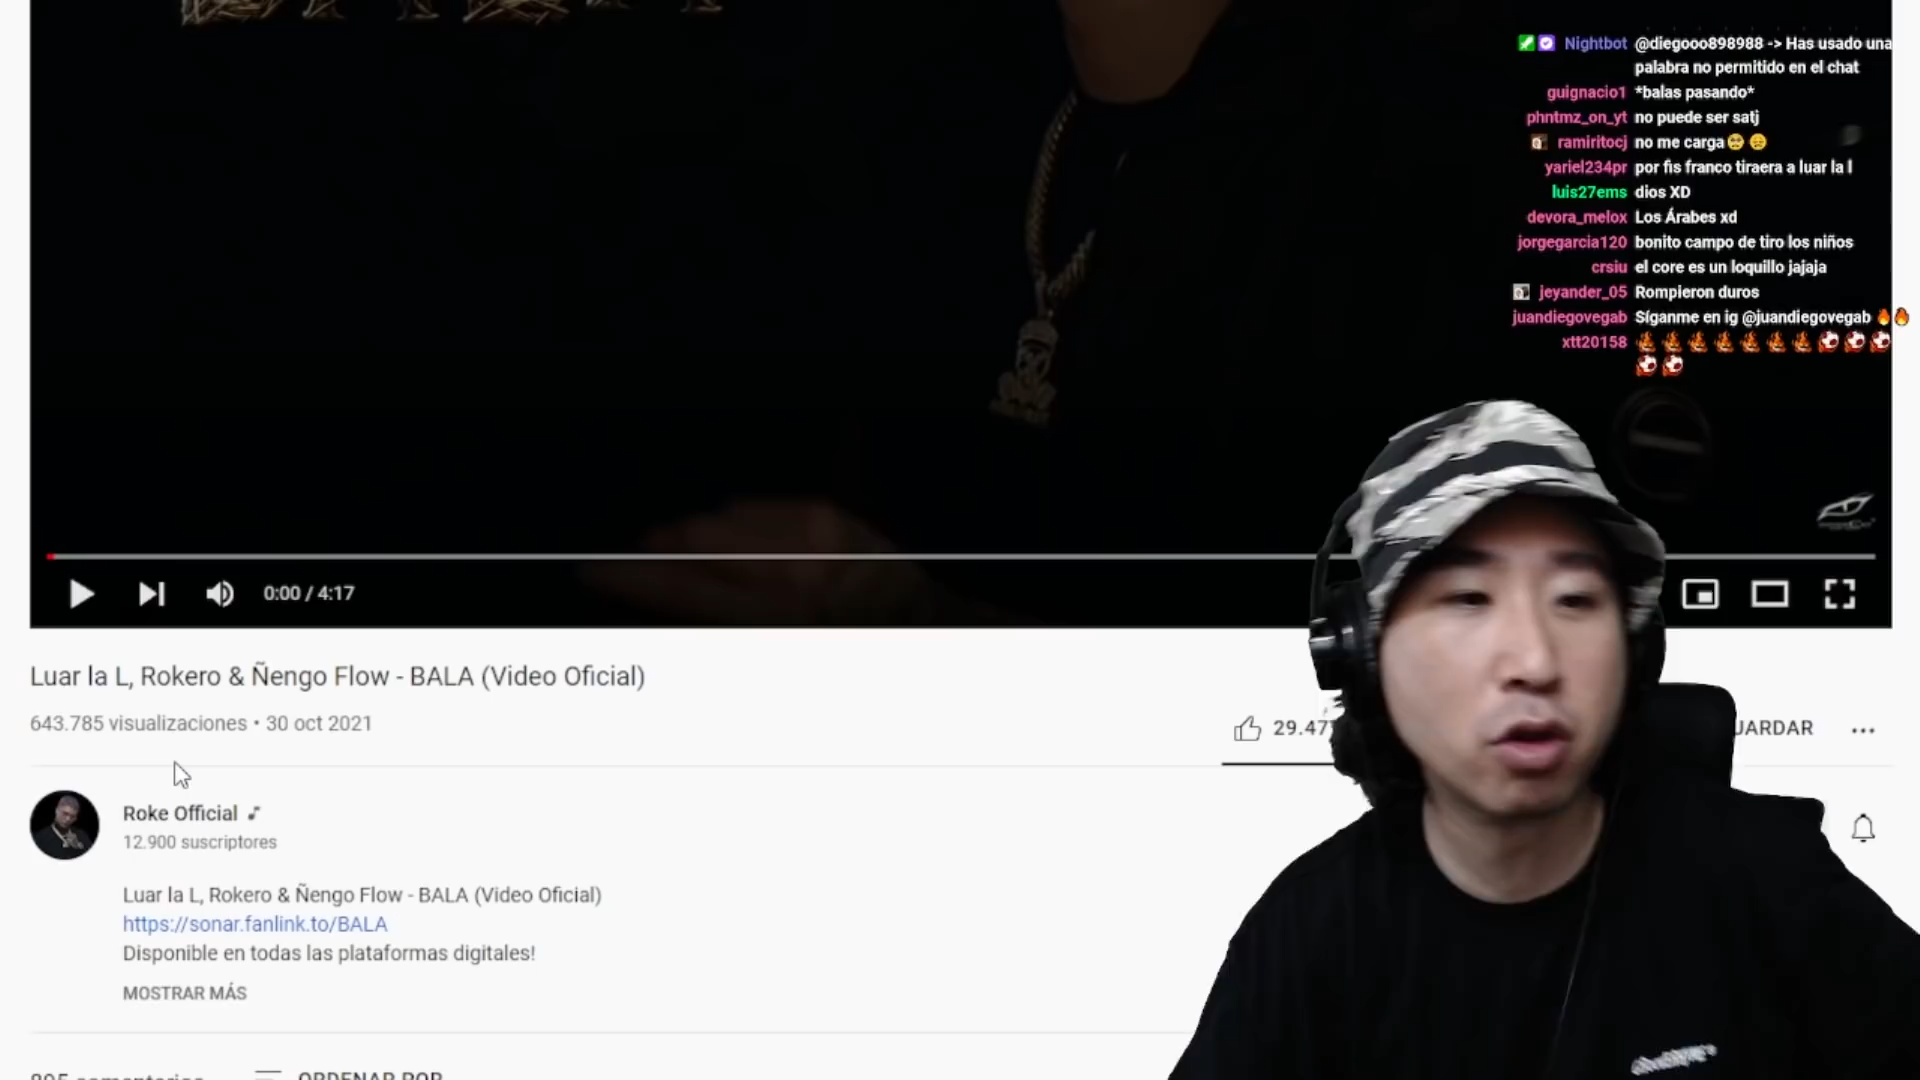 Nightbot @diegooo898988 -> Has usado una
palabra no permitido en el chat
guignacio1 *balas pasando*
phntmz_on_yt no puede ser satj
ramiritocj no me carga
yariel234pr por fis franco tiraera a luar la l
luis27ems dios XD
devora_melox Los Árabes xd
jorgegarcia120 bonito campo de tiro los niños
crsiu el core es un loquillo jajaja
jeyander_05 Rompieron duros
juandiegovegab Síganme en ig @juandiegovegab
xtt20158
0:00 / 4:17
Luar la L, Rokero & Ñengo Flow - BALA (Video Oficial)
643.785 visualizaciones • 30 oct 2021
29.47
UARDAR
Roke Official
12.900 suscriptores
Luar la L, Rokero & Ñengo Flow - BALA (Video Oficial)
https://sonar.fanlink.to/BALA
Disponible en todas las plataformas digitales!
MOSTRAR MÁS
ORDENAR POR